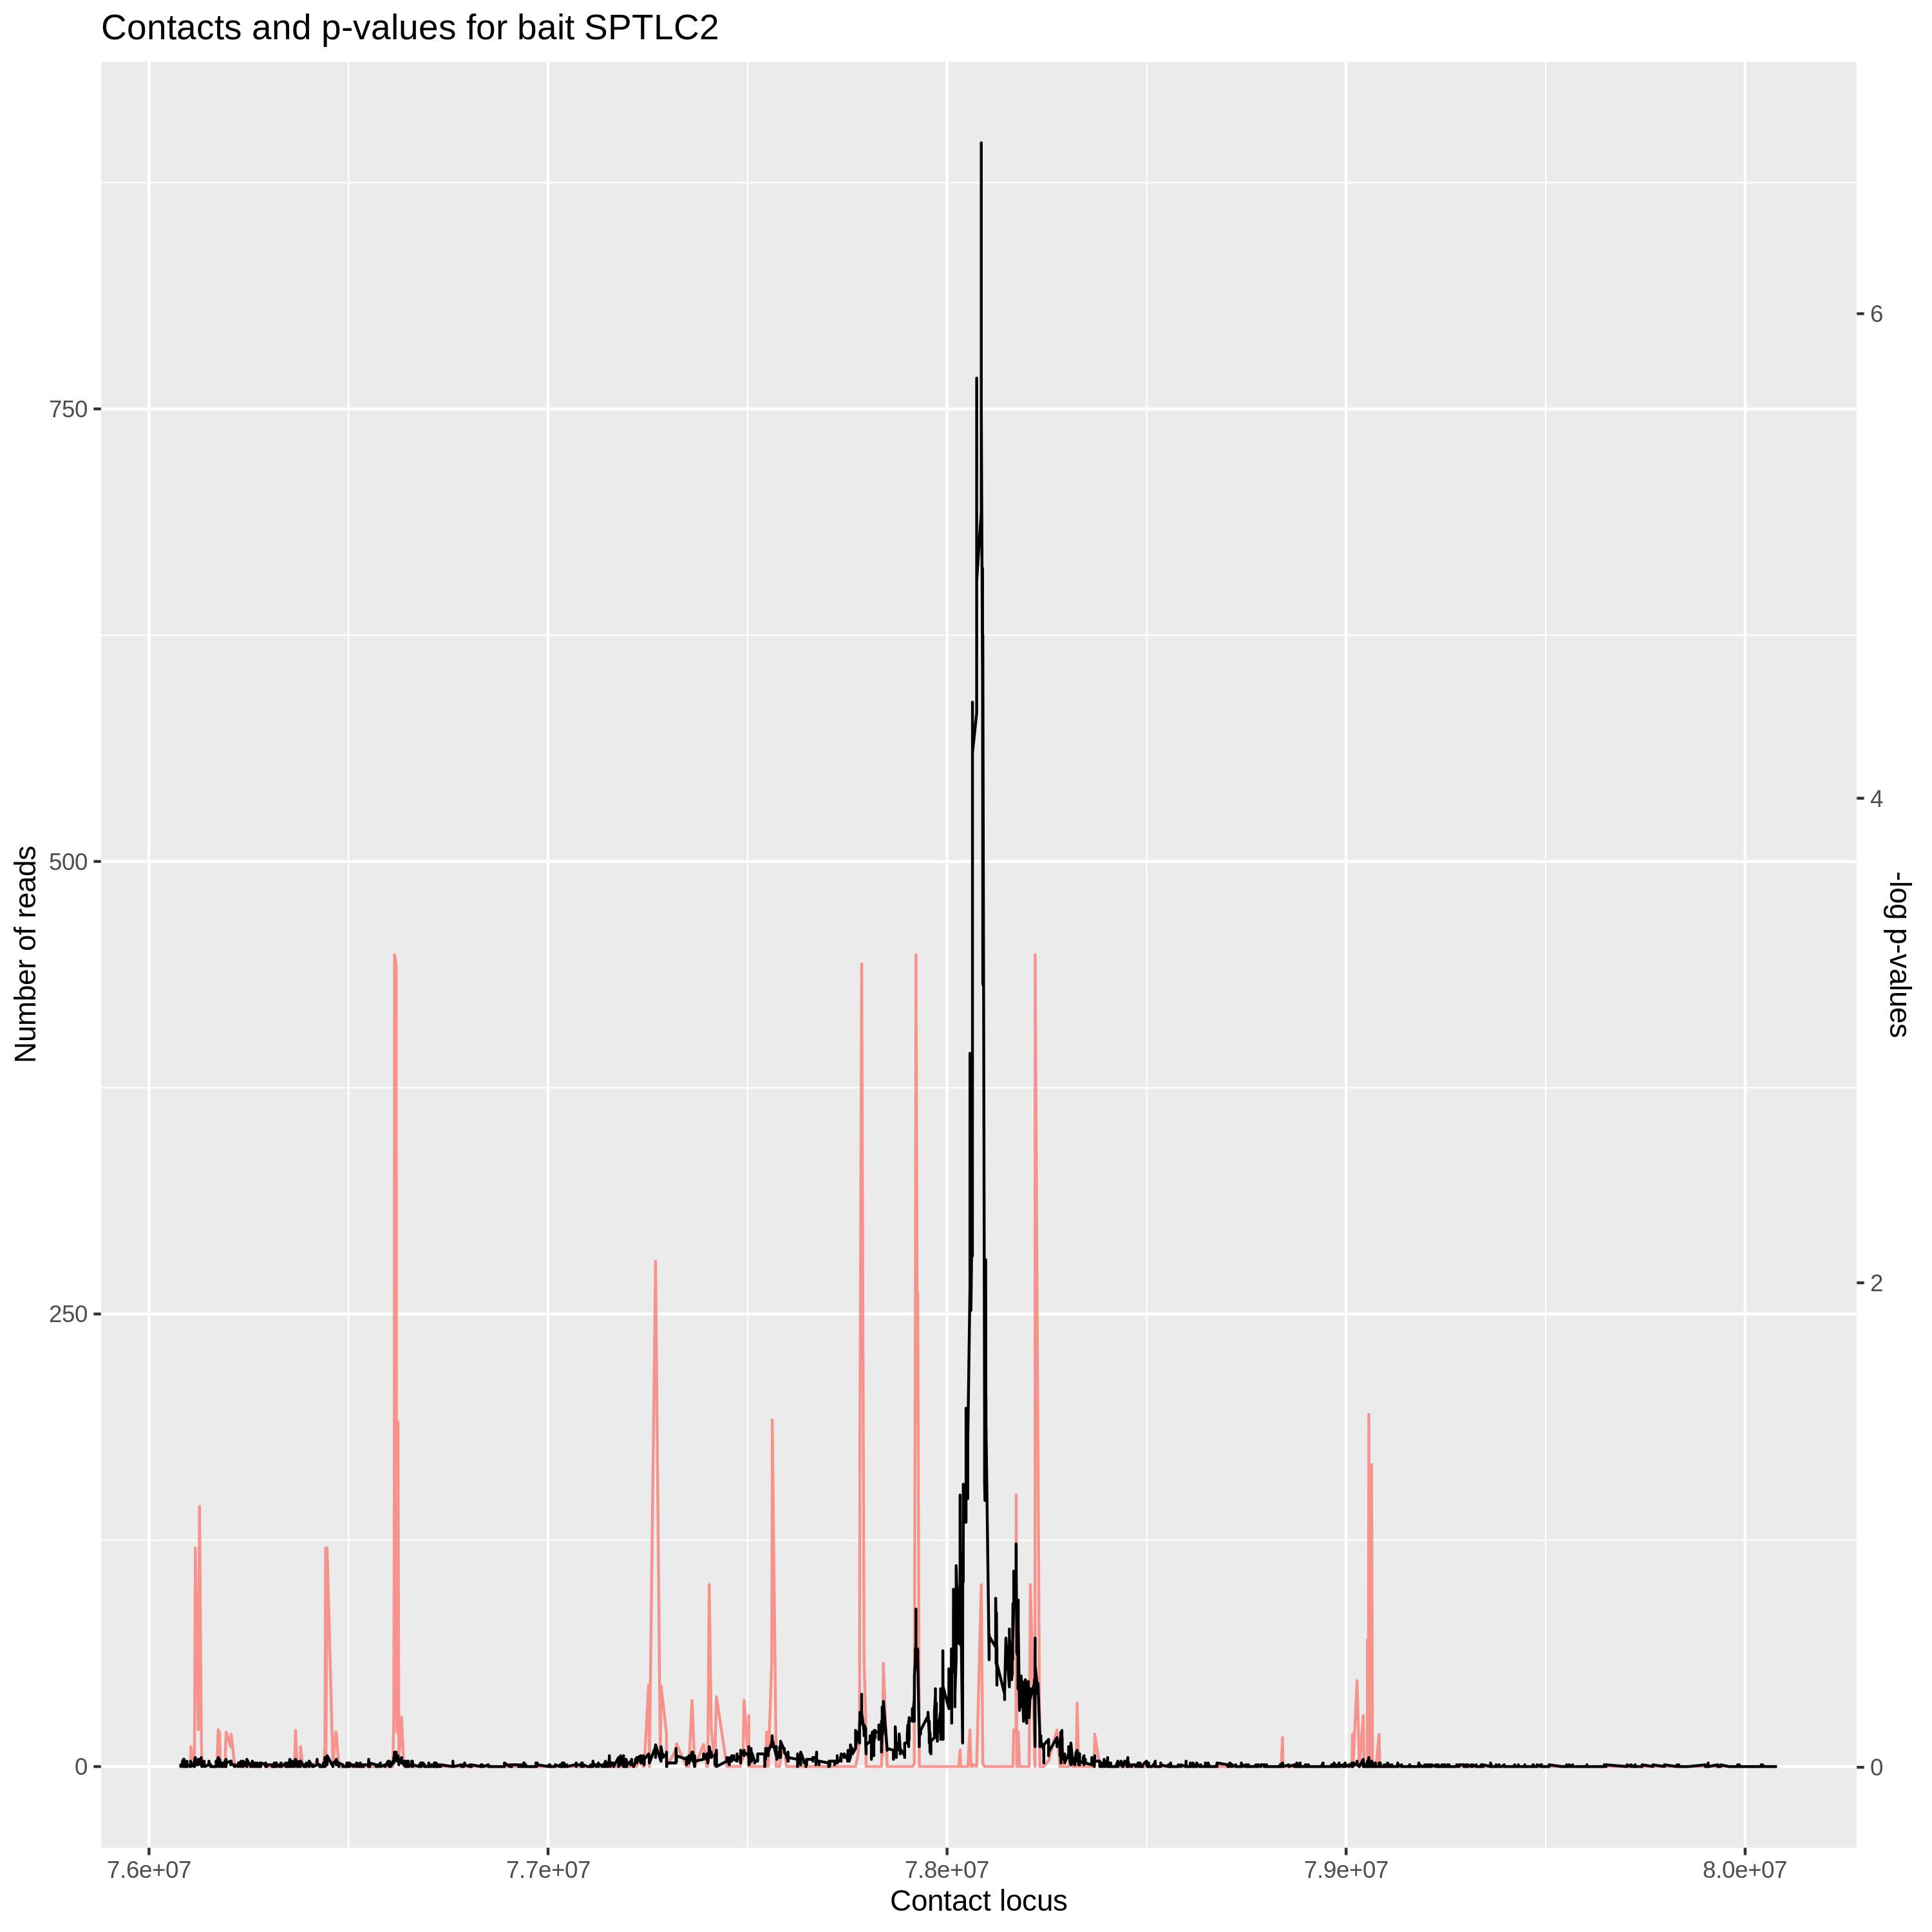 Contacts and p-values for bait SPTLC2
Number of reads
750
500
250
0
6
4
2
0
-log p-values
7.6e+07
7.7e+07
7.8e+07
7.9e+07
8.0e+07
Contact locus